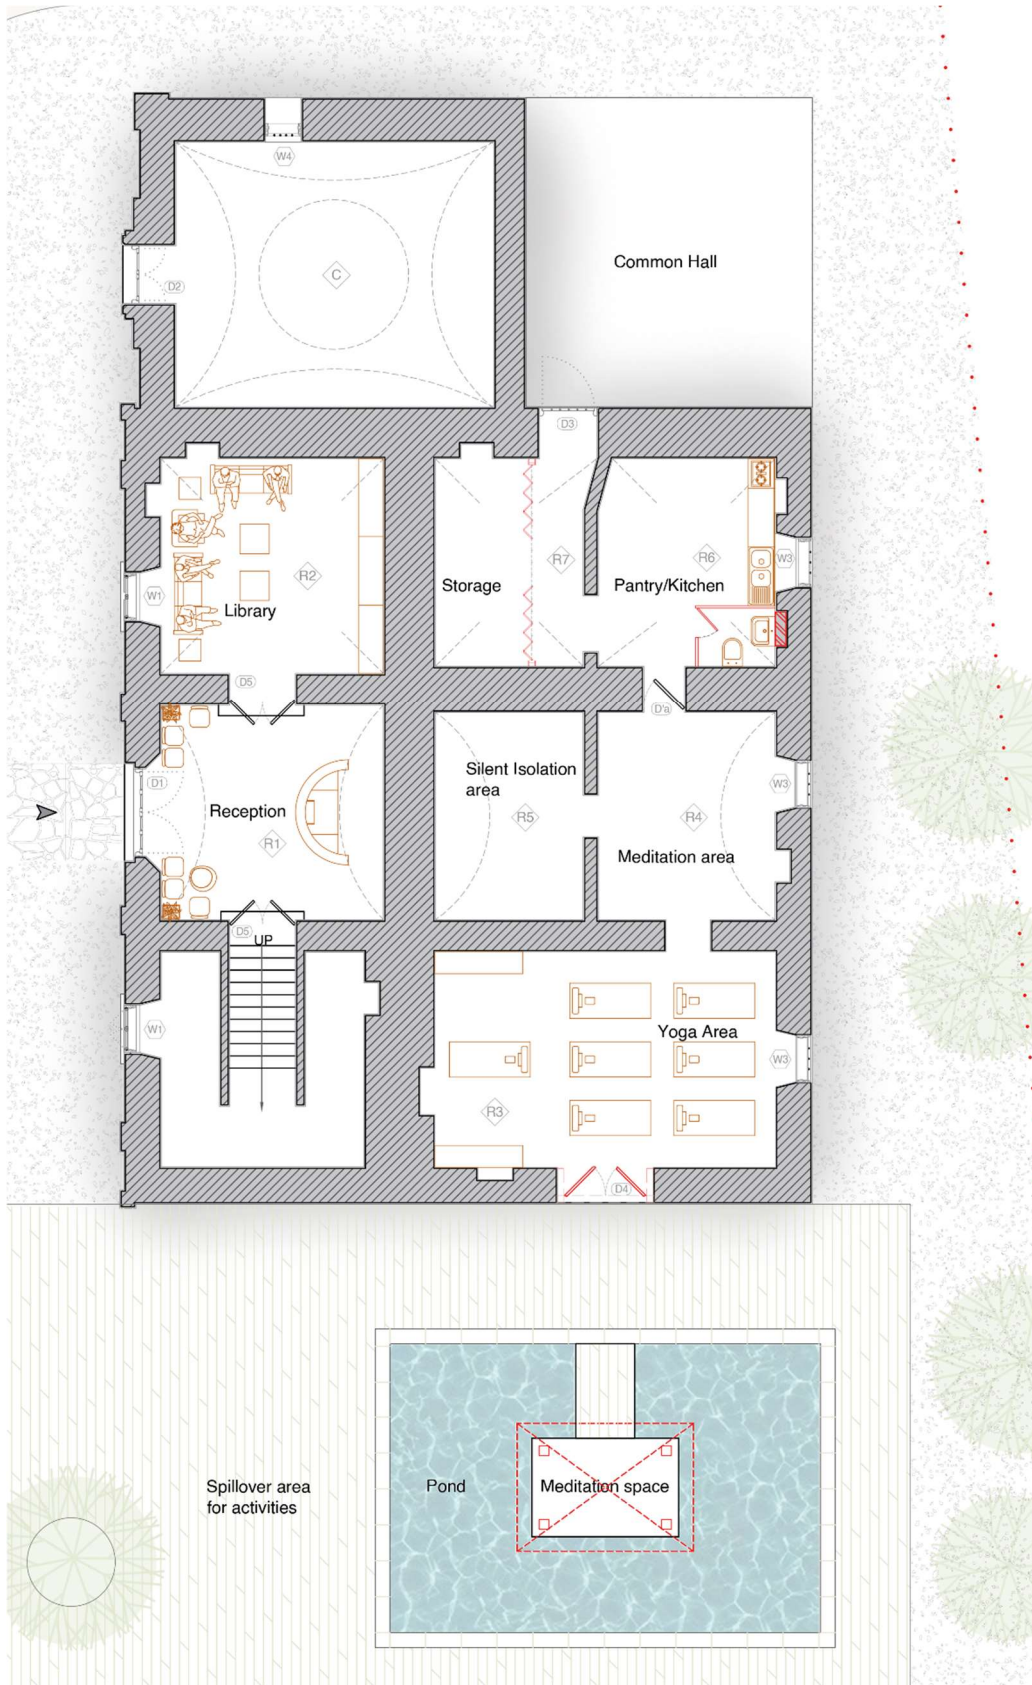 W4
C
D2
Common Hall
D3
R2
W1
Library
Storage
R7
R6
Pantry/Kitchen
W3
D5
D'a
D1
Reception
R1
Silent Isolation
area
R5
R4
W3
Meditation area
D5
UP
W1
Yoga Area
W3
R3
D4
Spillover area
for activities
Pond
Meditation space